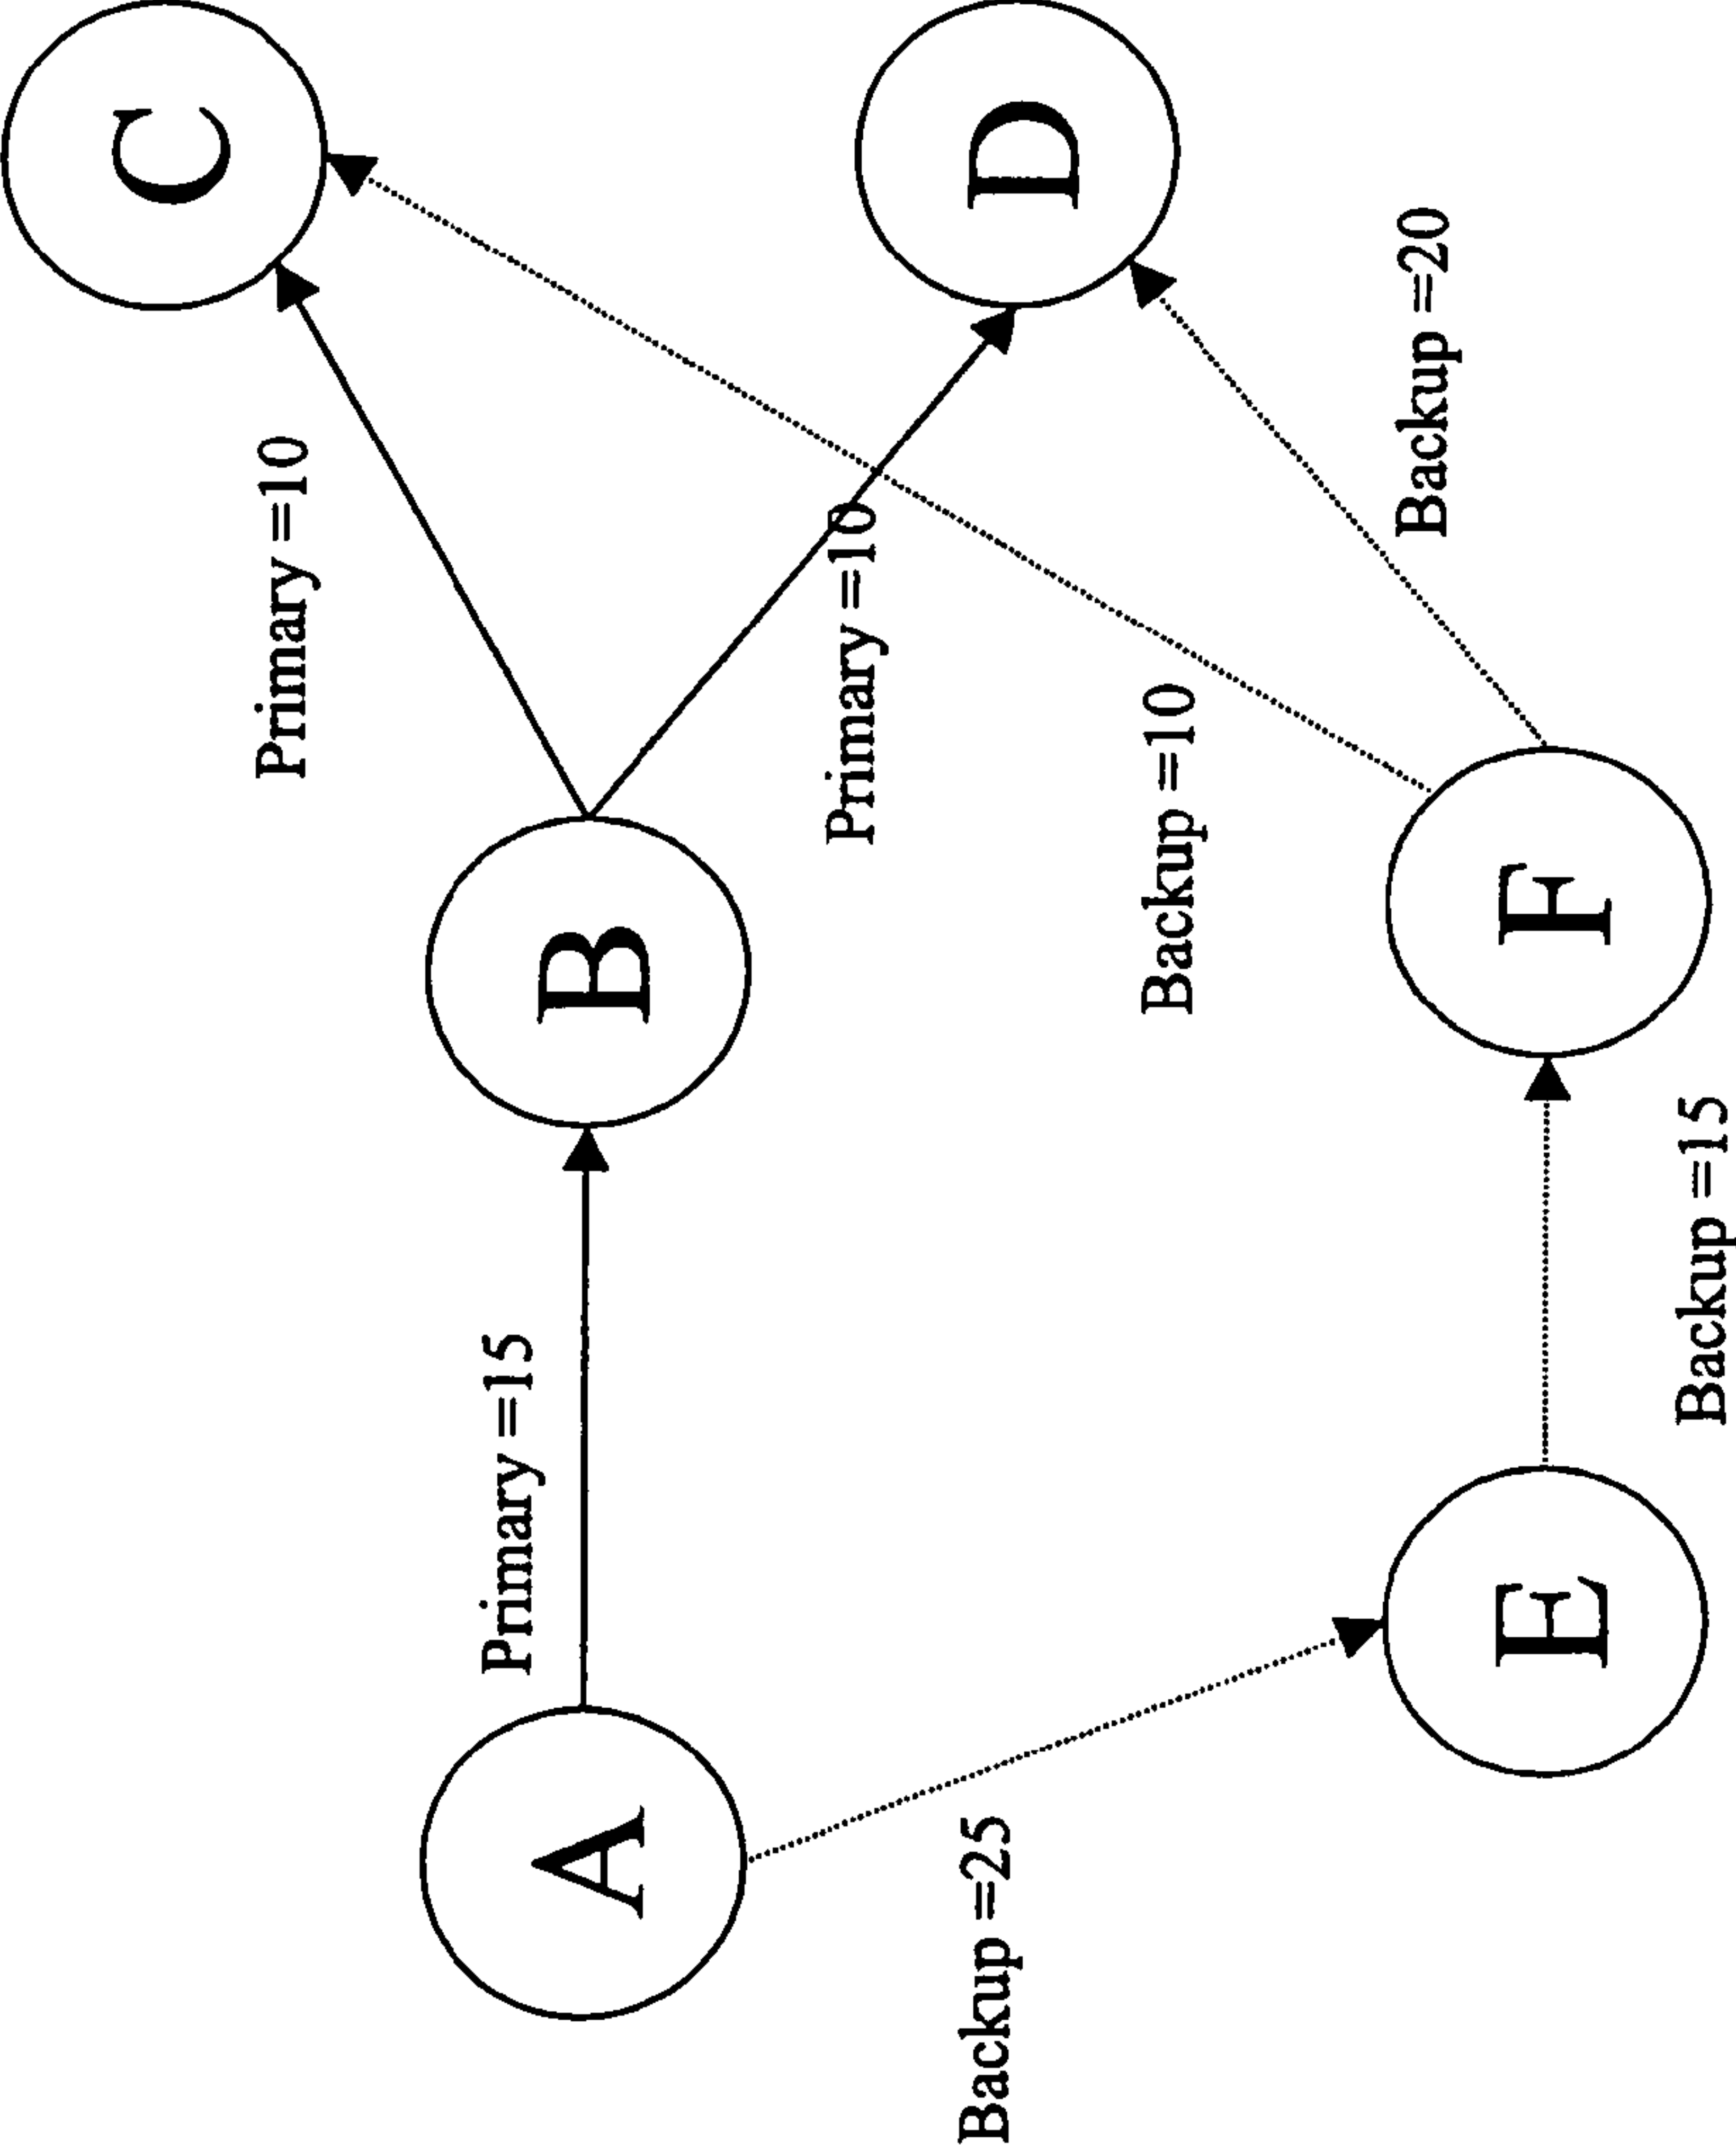 C
D
Primary =10
Backup =20
Primary =10
Backup =10
B
F
Primary =15
Backup =15
A
E
Backup =25